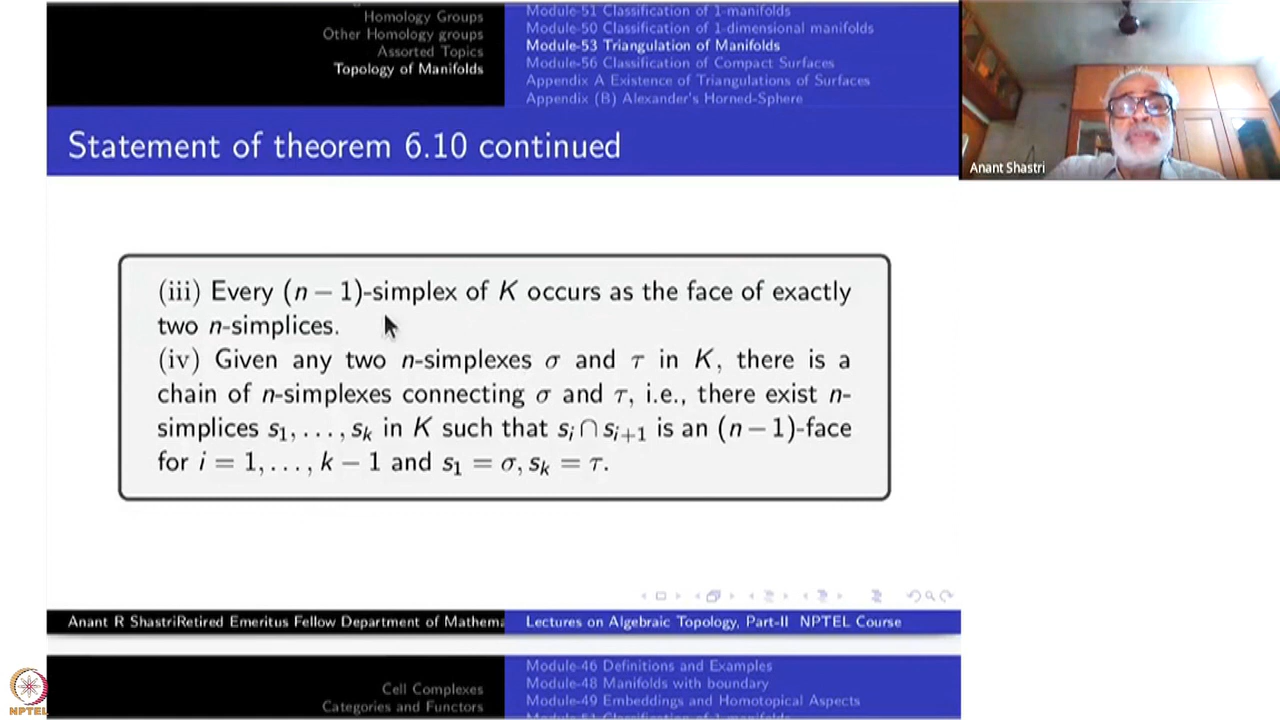 Homology Groups
Other Homology groups
Assorted Topics
Topology of Manifolds
Module-51 Classification of 1-manifolds
Module-50 Classification of 1-dimensional manifolds
Module-53 Triangulation of Manifolds
Module-56 Classification of Compact Surfaces
Appendix A Existence of Triangulations of Surfaces
Appendix (B) Alexander's Horned-Sphere
Anant Shastri
Statement of theorem 6.10 continued
(iii) Every (n − 1)-simplex of K occurs as the face of exactly
two n-simplices.
(iv) Given any two n-simplexes σ and τ in K, there is a
chain of n-simplexes connecting σ and τ, i.e., there exist n-
simplices s₁, . . . , sₖ in K such that sᵢ ∩ sᵢ₊₁ is an (n − 1)-face
for i = 1, . . . , k − 1 and s₁ = σ, sₖ = τ.
Anant R ShastriRetired Emeritus Fellow Department of Mathema
Lectures on Algebraic Topology, Part-II NPTEL Course
Cell Complexes
Categories and Functors
Module-46 Definitions and Examples
Module-48 Manifolds with boundary
Module-49 Embeddings and Homotopical Aspects
NPTEL